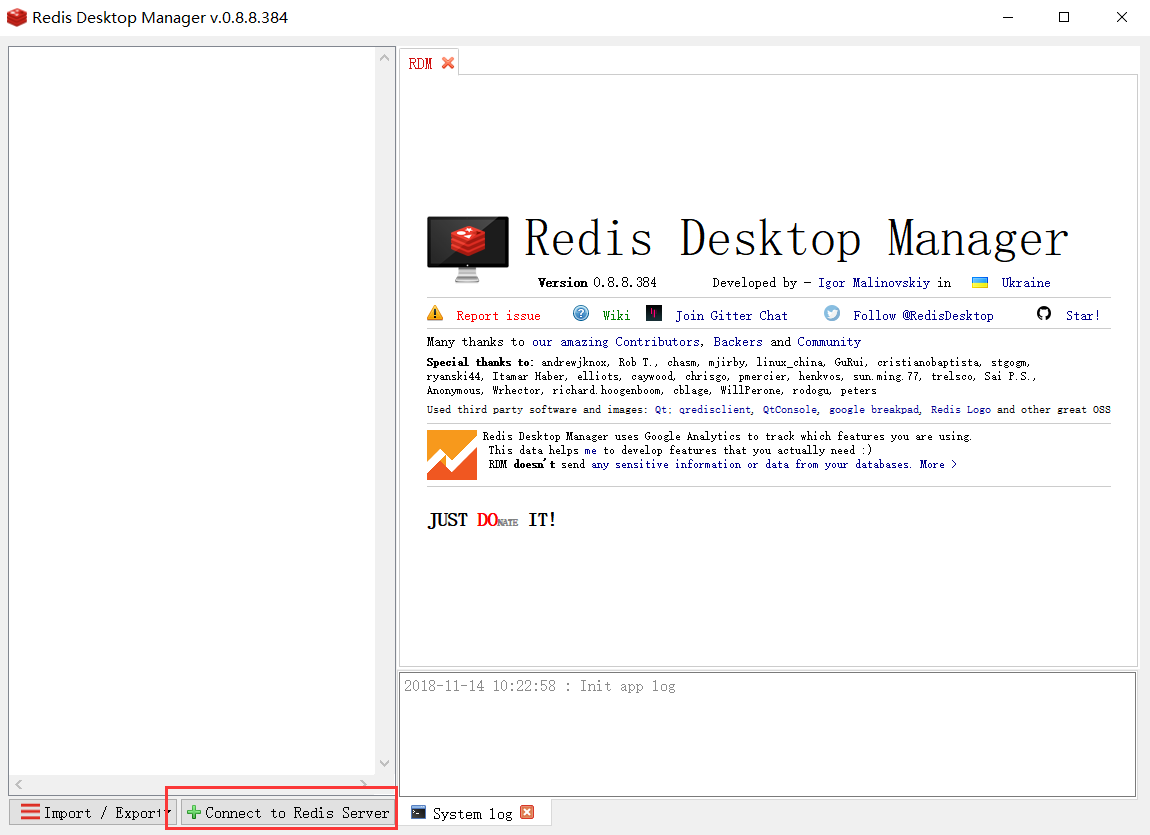 Redis Desktop Manager v.0.8.8.384
RDM
Redis Desktop Manager
Version 0.8.8.384 Developed by - Igor Malinovskiy in Ukraine
Report issue Wiki Join Gitter Chat Follow @RedisDesktop Star!
Many thanks to our amazing Contributors, Backers and Community
Special thanks to: andrewjknox, Rob T., chasm, mjirby, linux_china, GuRui, cristianobaptista, stgogm,
ryanski44, Itamar Haber, elliots, caywood, chrisgo, pmercier, henkvos, sun.ming.77, trelsco, Sai P.S.,
Anonymous, Wrhector, richard.hoogenboom, cblage, WillPerone, rodogu, peters
Used third party software and images: Qt, qredisclient, QtConsole, google breakpad, Redis Logo and other great OSS
Redis Desktop Manager uses Google Analytics to track which features you are using.
This data helps me to develop features that you actually need :)
RDM doesn't send any sensitive information or data from your databases. More >
JUST DONATE IT!
2018-11-14 10:22:58 : Init app log
Import / Export
Connect to Redis Server
System log